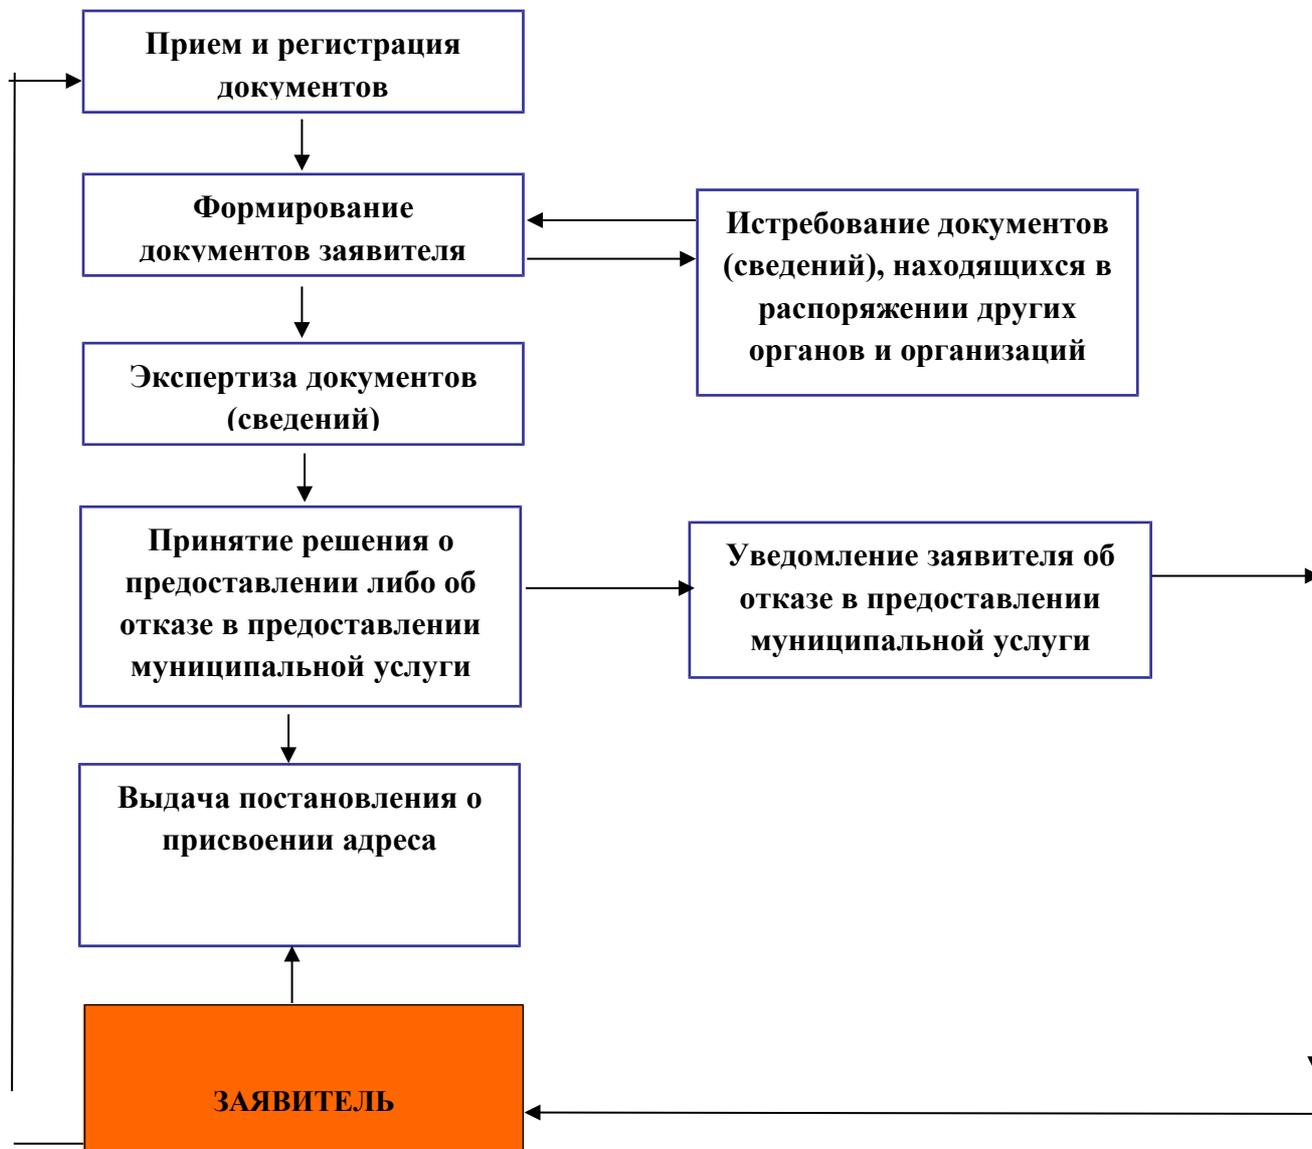 Прием и регистрация
документов
Формирование
документов заявителя
Истребование документов
(сведений), находящихся в
распоряжении других
органов и организаций
Экспертиза документов
(сведений)
Принятие решения о
предоставлении либо об
отказе в предоставлении
муниципальной услуги
Уведомление заявителя об
отказе в предоставлении
муниципальной услуги
Выдача постановления о
присвоении адреса
ЗАЯВИТЕЛЬ